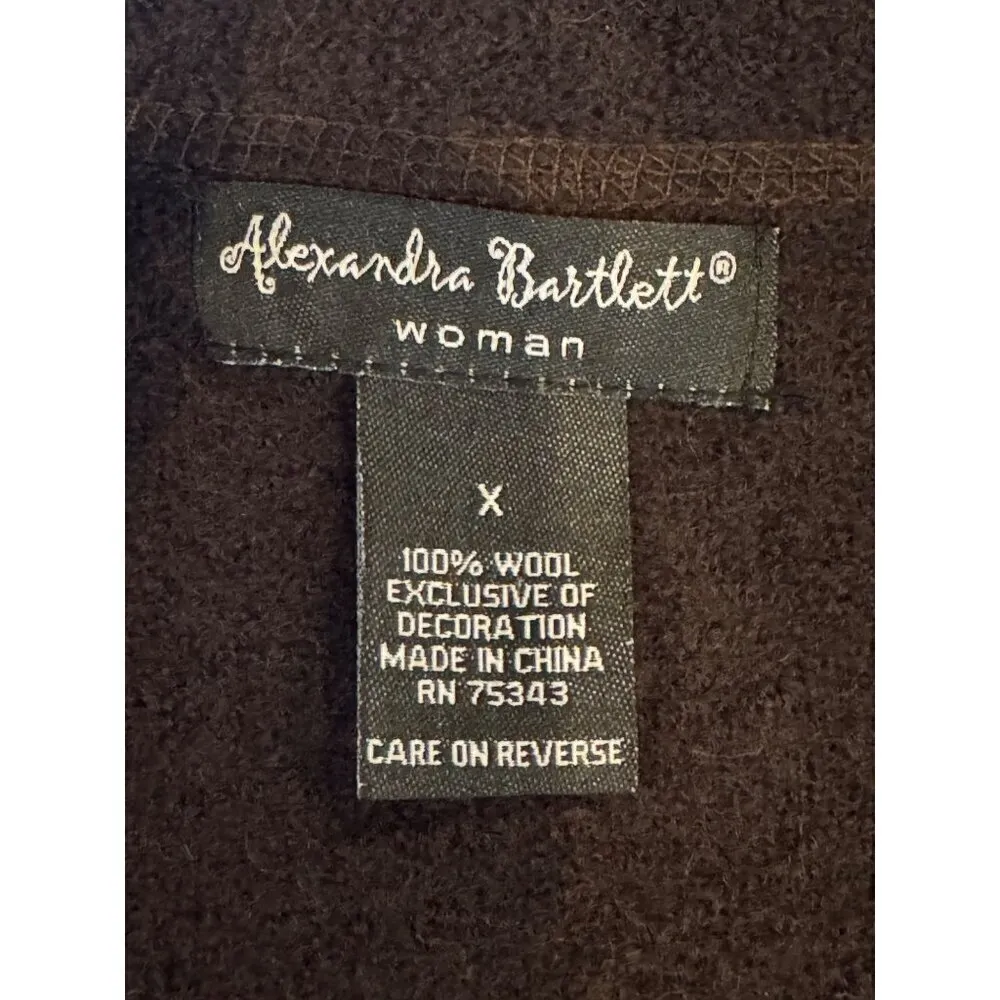 Alexandra Bartlett®
woman
X
100% WOOL
EXCLUSIVE OF
DECORATION
MADE IN CHINA
RN 75343
CARE ON REVERSE